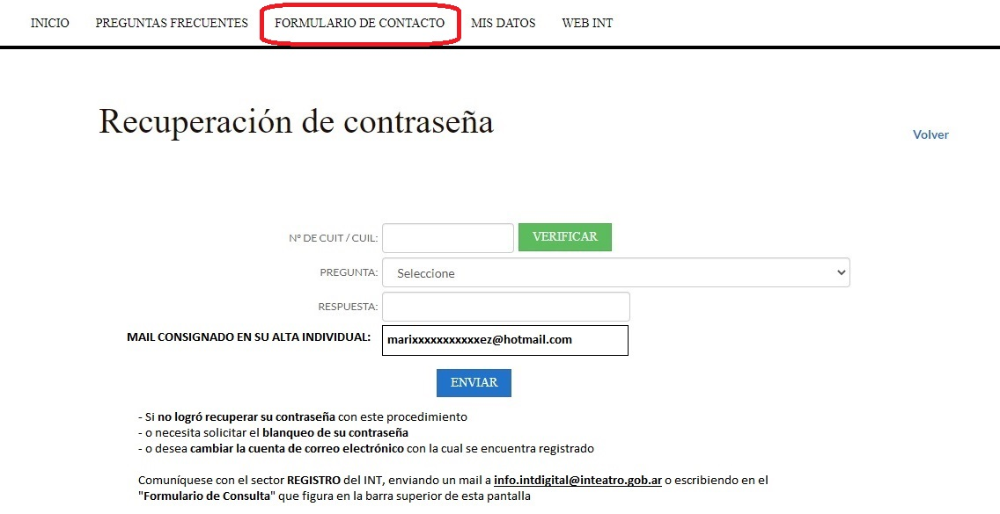 INICIO PREGUNTAS FRECUENTES FORMULARIO DE CONTACTO MIS DATOS WEB INT
Recuperación de contraseña
Volver
Nº DE CUIT / CUIL: VERIFICAR
PREGUNTA: Seleccione
RESPUESTA:
MAIL CONSIGNADO EN SU ALTA INDIVIDUAL: marixxxxxxxxxxxez@hotmail.com
ENVIAR
- Si no logró recuperar su contraseña con este procedimiento
- o necesita solicitar el blanqueo de su contraseña
- o desea cambiar la cuenta de correo electrónico con la cual se encuentra registrado
Comuníquese con el sector REGISTRO del INT, enviando un mail a info.intdigital@inteatro.gob.ar o escribiendo en el
"Formulario de Consulta" que figura en la barra superior de esta pantalla